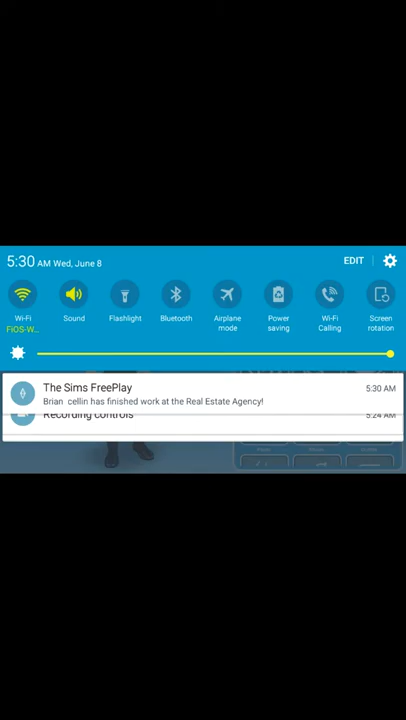 5:30 AM Wed, June 8
EDIT
Wi-Fi
FiOS-W...
Sound
Flashlight
Bluetooth
Airplane
mode
Power
saving
Wi-Fi
Calling
Screen
rotation
The Sims FreePlay
5:30 AM
Brian cellin has finished work at the Real Estate Agency!
Recording controls
5:24 AM